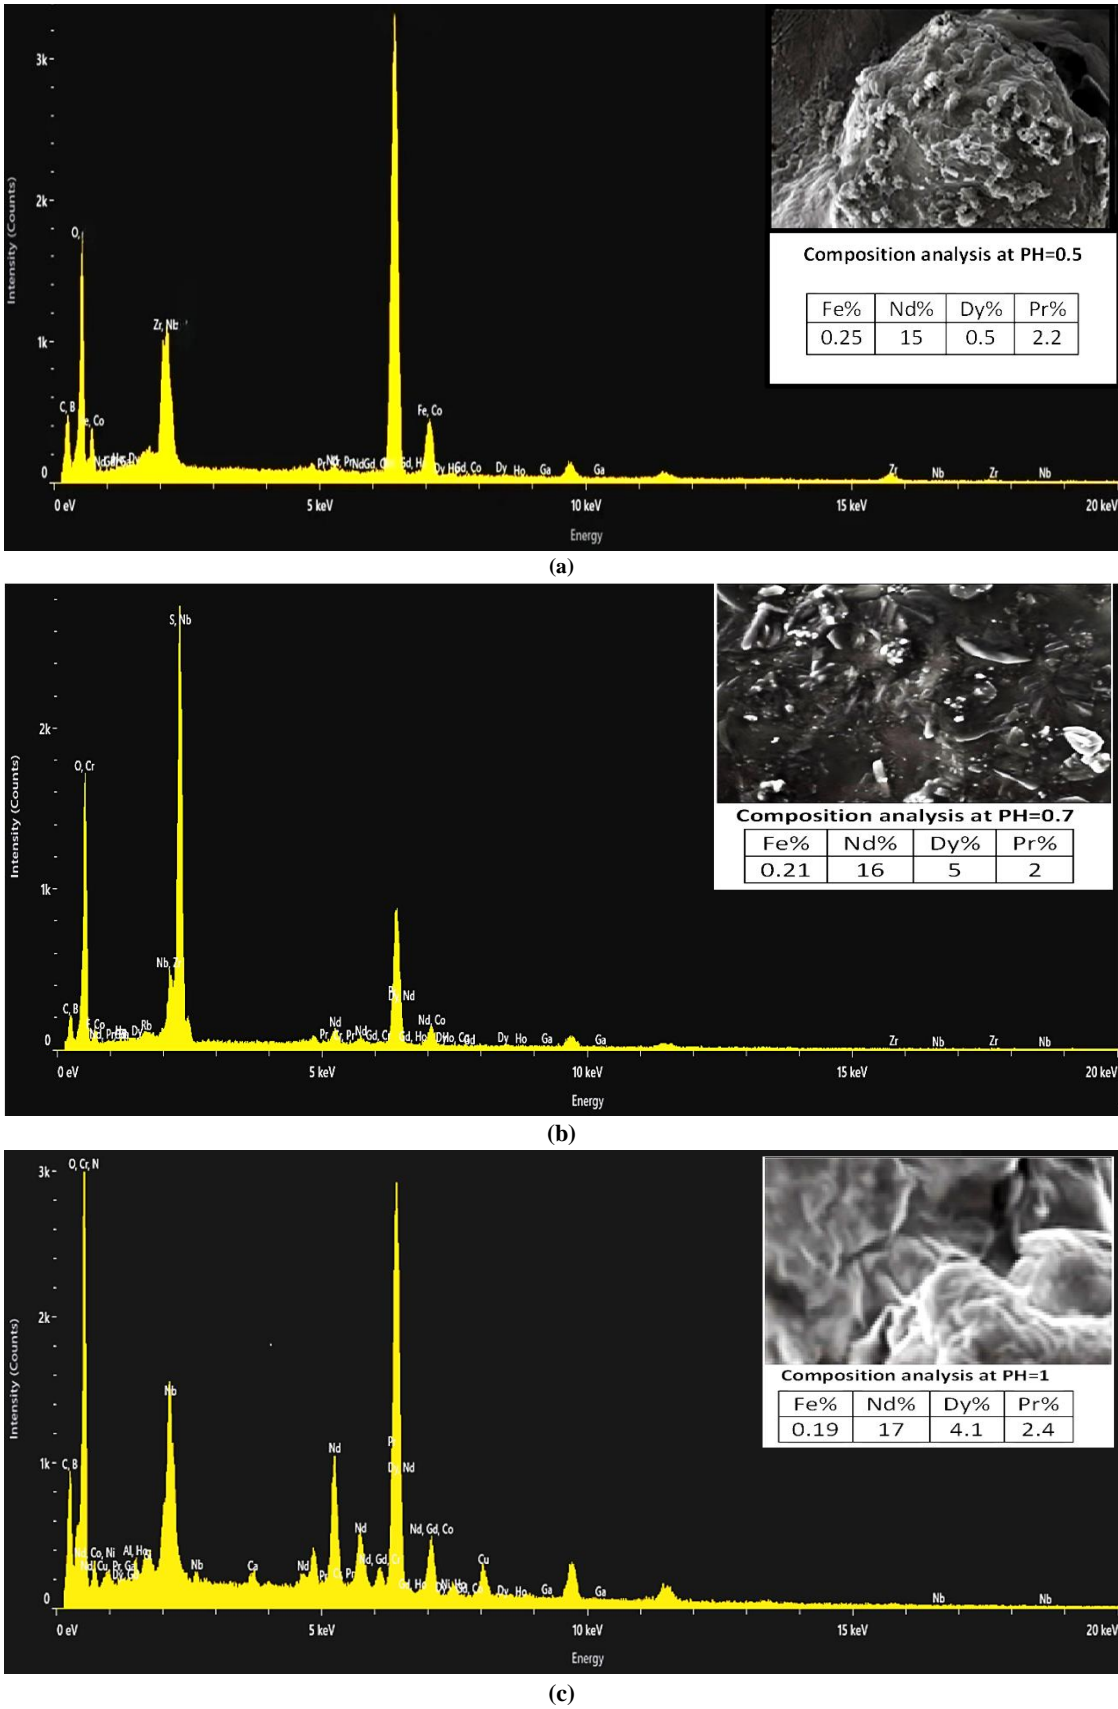 Intensity (Counts)
3k
2k
1k
0
O,
Zr, Nb
C, B
e, Co
Fe, Co
Dy
Ho
Ga
Ga
Zr
Nb
Zr
Nb
0 eV
5 keV
10 keV
15 keV
20 keV
Energy
Composition analysis at PH=0.5
Fe% Nd% Dy% Pr%
0.25 15 0.5 2.2
(a)
Intensity (Counts)
2k
1k
0
S, Nb
O, Cr
Nb, Z
C, B
Dy
Rb
Nd
Nd, Co
Dy
Ho
Ga
Ga
Zr
Nb
Zr
Nb
0 eV
5 keV
10 keV
15 keV
20 keV
Energy
Composition analysis at PH=0.7
Fe% Nd% Dy% Pr%
0.21 16 5 2
(b)
Intensity (Counts)
3k
2k
1k
0
O, Cr, N
Nb
C, B
Nd
Dy, Nd
Nd
Nd, Gd, Co
Nb
Ca
Nd
Cu
Dy
Ho
Ga
Ga
Nb
Nb
0 eV
5 keV
10 keV
15 keV
20 keV
Energy
Composition analysis at PH=1
Fe% Nd% Dy% Pr%
0.19 17 4.1 2.4
(c)